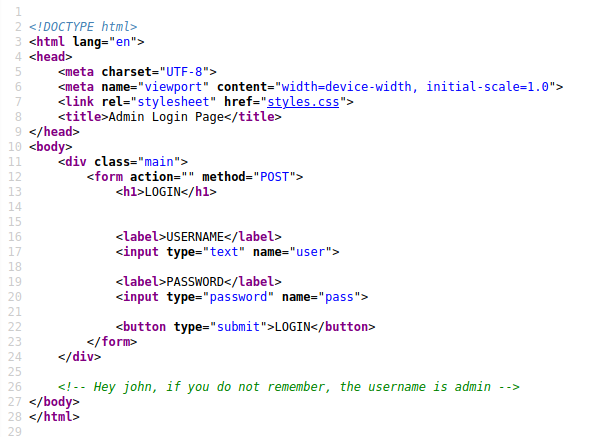 1
2 <!DOCTYPE html>
3 <html lang="en">
4 <head>
5     <meta charset="UTF-8">
6     <meta name="viewport" content="width=device-width, initial-scale=1.0">
7     <link rel="stylesheet" href="styles.css">
8     <title>Admin Login Page</title>
9 </head>
10 <body>
11     <div class="main">
12         <form action="" method="POST">
13             <h1>LOGIN</h1>
14
15
16             <label>USERNAME</label>
17             <input type="text" name="user">
18
19             <label>PASSWORD</label>
20             <input type="password" name="pass">
21
22             <button type="submit">LOGIN</button>
23         </form>
24     </div>
25
26     <!-- Hey john, if you do not remember, the username is admin -->
27 </body>
28 </html>
29